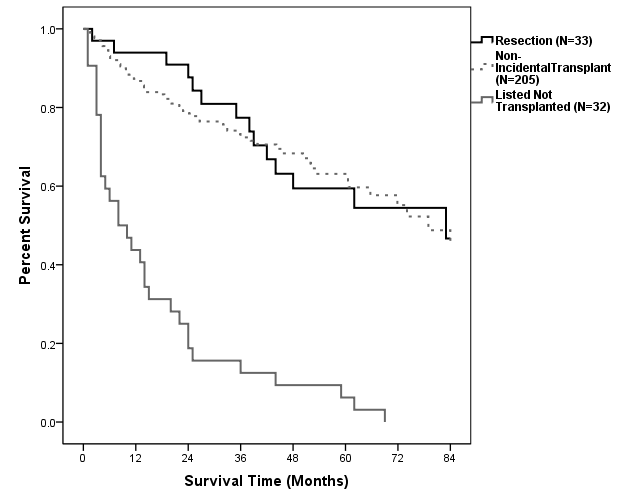 1.0
0.8
0.6
0.4
0.2
0.0
Percent Survival
0 12 24 36 48 60 72 84
Survival Time (Months)
Resection (N=33)
Non-
IncidentalTransplant
(N=205)
Listed Not
Transplanted (N=32)